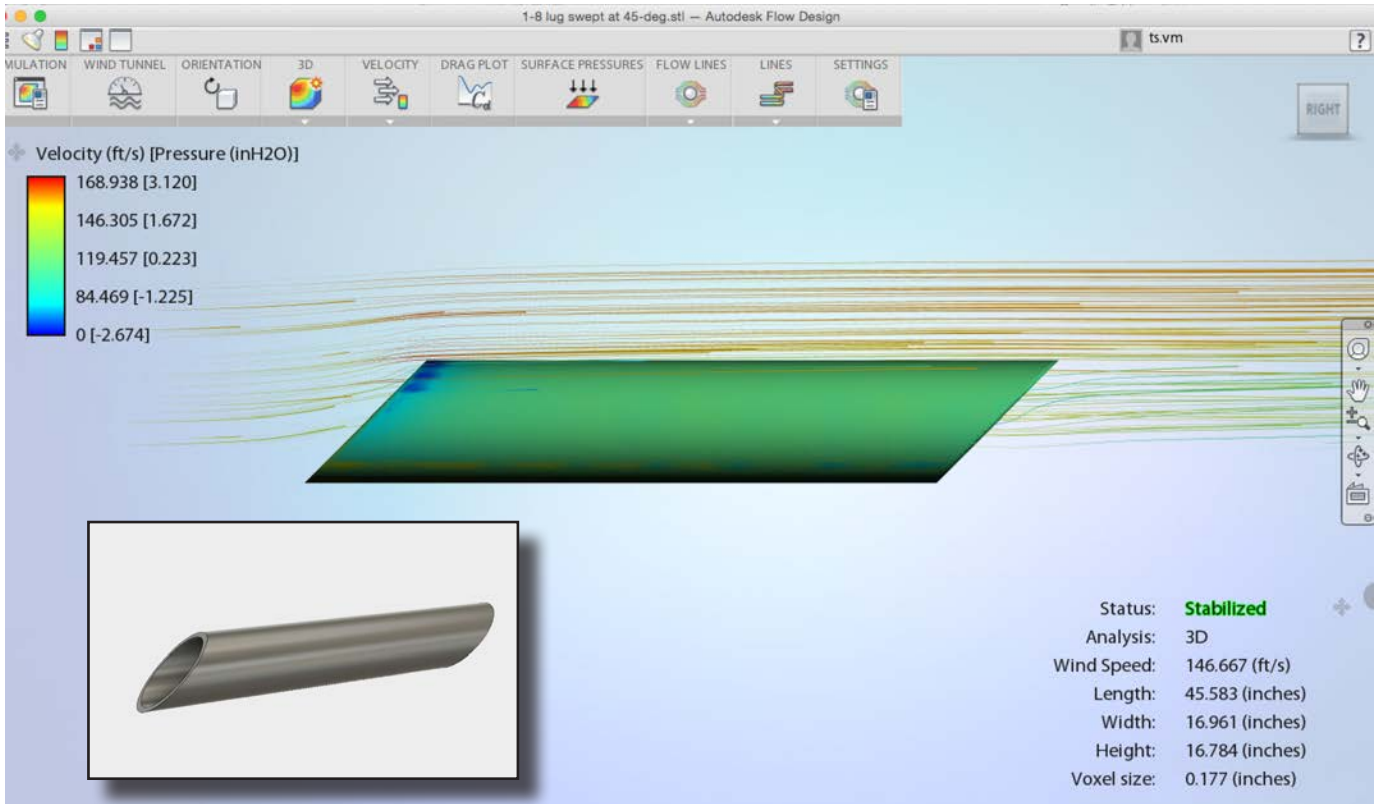 1-8 lug swept at 45-deg.stl — Autodesk Flow Design
ts.vm
?
MULATION WIND TUNNEL ORIENTATION 3D VELOCITY DRAG PLOT SURFACE PRESSURES FLOW LINES LINES SETTINGS
Cd
RIGHT
Velocity (ft/s) [Pressure (inH2O)]
168.938 [3.120]
146.305 [1.672]
119.457 [0.223]
84.469 [-1.225]
0 [-2.674]
Status: Stabilized
Analysis: 3D
Wind Speed: 146.667 (ft/s)
Length: 45.583 (inches)
Width: 16.961 (inches)
Height: 16.784 (inches)
Voxel size: 0.177 (inches)